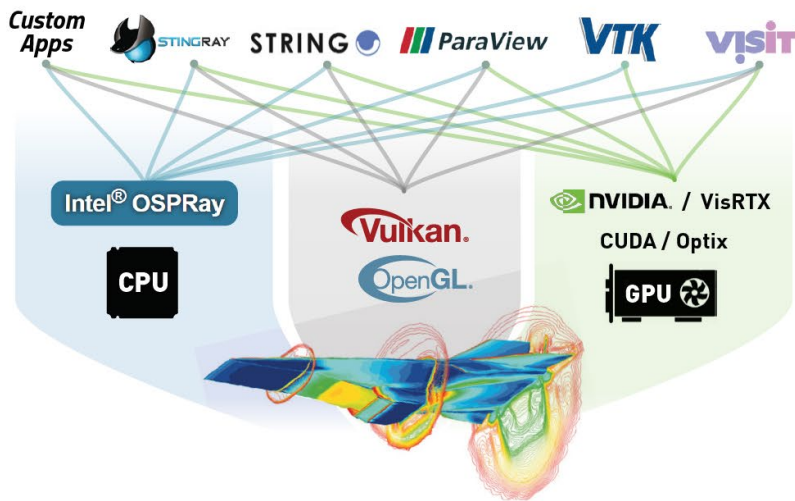 Custom
Apps
STINGRAY
STRING
ParaView
VTK
VisIT
Intel® OSPRay
Vulkan®
OpenGL®
NVIDIA® / VisRTX
CUDA / Optix
CPU
GPU